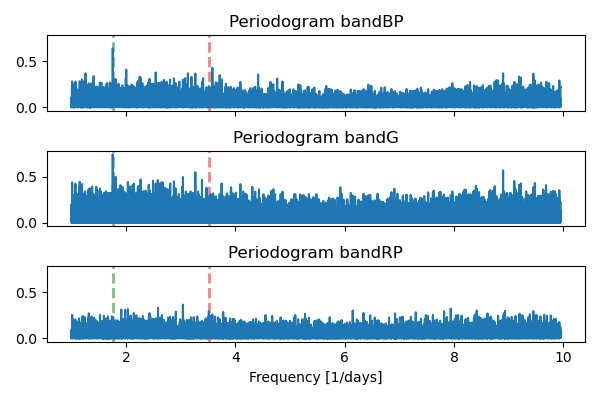 Periodogram bandBP
0.5
0.0
Periodogram bandG
0.5
0.0
Periodogram bandRP
0.5
0.0
2 4 6 8 10
Frequency [1/days]